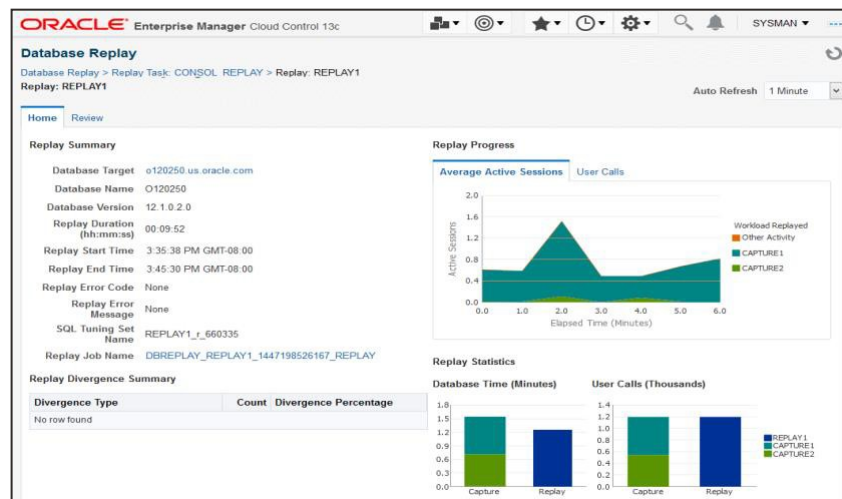 ORACLE Enterprise Manager Cloud Control 13c
SYSMAN
Database Replay
Database Replay > Replay Task: CONSOL_REPLAY > Replay: REPLAY1
Replay: REPLAY1
Auto Refresh 1 Minute
Home Review
Replay Summary
Database Target o120250.us.oracle.com
Database Name O120250
Database Version 12.1.0.2.0
Replay Duration
(hh:mm:ss) 00:09:52
Replay Start Time 3:35:38 PM GMT-08:00
Replay End Time 3:45:30 PM GMT-08:00
Replay Error Code None
Replay Error
Message None
SQL Tuning Set
Name REPLAY1_r_660335
Replay Job Name DBREPLAY_REPLAY1_1447198526167_REPLAY
Replay Divergence Summary
Divergence Type Count Divergence Percentage
No row found
Replay Progress
Average Active Sessions User Calls
Active Sessions
2.0
1.6
1.2
0.8
0.4
0.0
0.0 1.0 2.0 3.0 4.0 5.0 6.0
Elapsed Time (Minutes)
Workload Replayed
Other Activity
CAPTURE1
CAPTURE2
Replay Statistics
Database Time (Minutes)
1.8
1.5
1.2
0.9
0.6
0.3
0.0
Capture Replay
User Calls (Thousands)
1.4
1.2
1.0
0.8
0.6
0.4
0.2
0.0
Capture Replay
REPLAY1
CAPTURE1
CAPTURE2